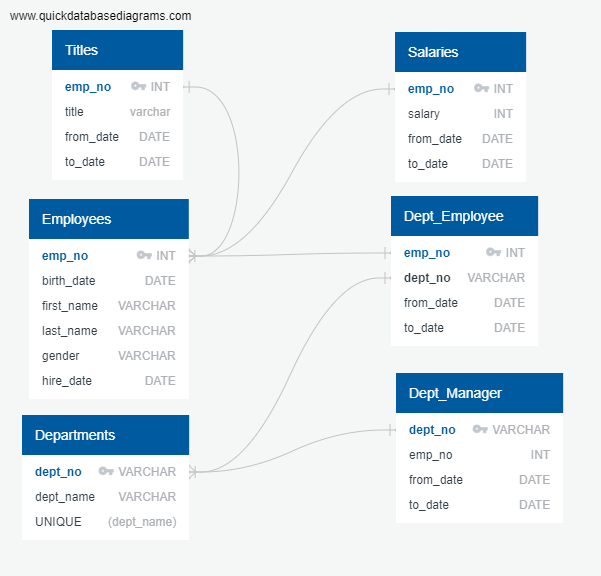 www.quickdatabasediagrams.com
Titles
emp_no INT
title varchar
from_date DATE
to_date DATE
Salaries
emp_no INT
salary INT
from_date DATE
to_date DATE
Employees
emp_no INT
birth_date DATE
first_name VARCHAR
last_name VARCHAR
gender VARCHAR
hire_date DATE
Dept_Employee
emp_no INT
dept_no VARCHAR
from_date DATE
to_date DATE
Departments
dept_no VARCHAR
dept_name VARCHAR
UNIQUE (dept_name)
Dept_Manager
dept_no VARCHAR
emp_no INT
from_date DATE
to_date DATE